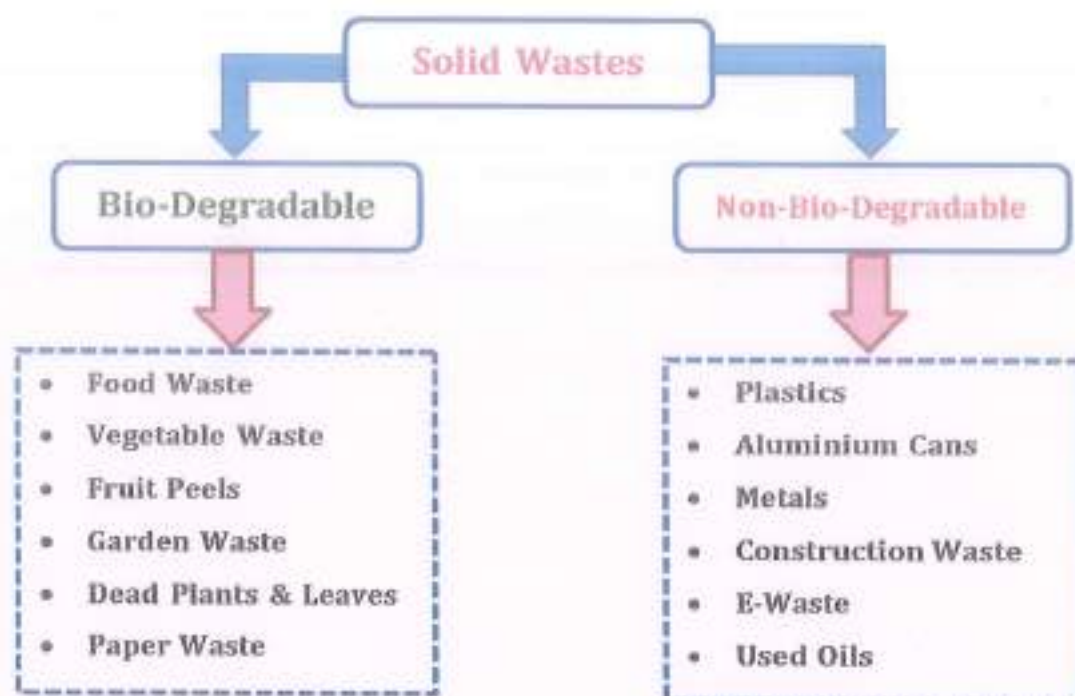 Solid Wastes
Bio-Degradable
Non-Bio-Degradable
• Food Waste
• Vegetable Waste
• Fruit Peels
• Garden Waste
• Dead Plants & Leaves
• Paper Waste
• Plastics
• Aluminium Cans
• Metals
• Construction Waste
• E-Waste
• Used Oils